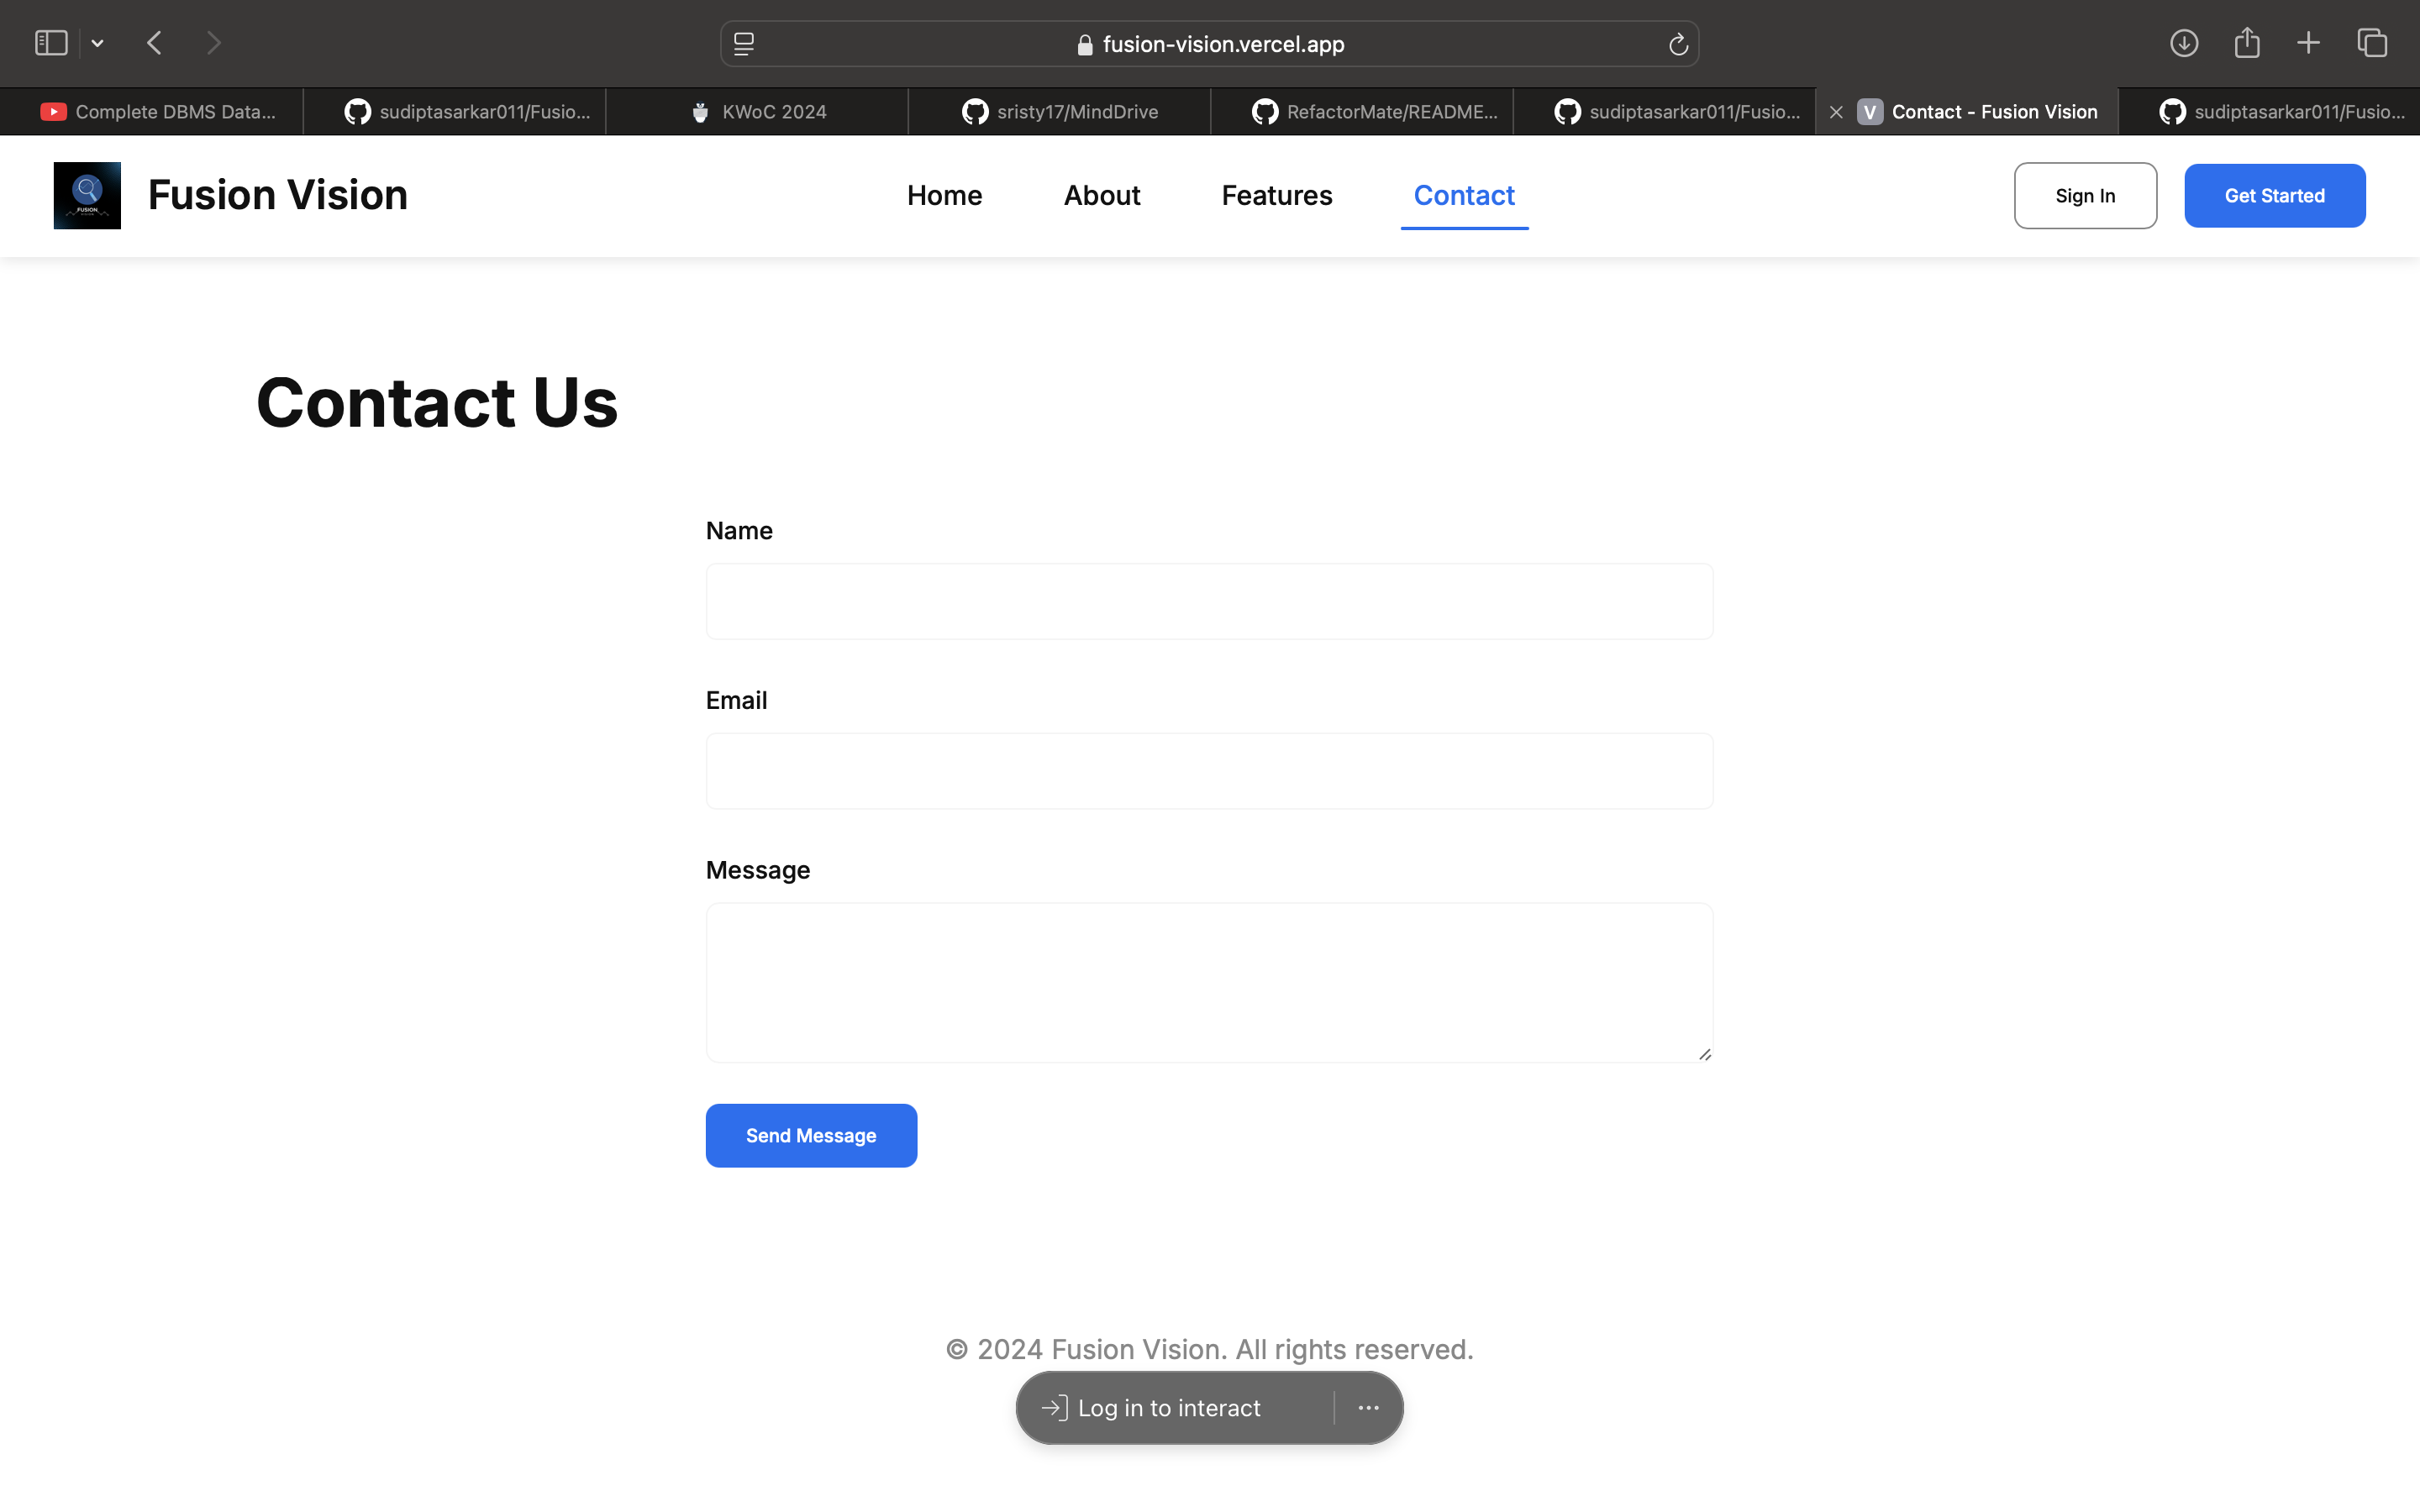 fusion-vision.vercel.app
Complete DBMS Data...
sudiptasarkar011/Fusio...
KWoC 2024
sristy17/MindDrive
RefactorMate/README...
sudiptasarkar011/Fusio...
V Contact - Fusion Vision
sudiptasarkar011/Fusio...
FUSION
Fusion Vision
Home
About
Features
Contact
Sign In
Get Started
Contact Us
Name
Email
Message
Send Message
© 2024 Fusion Vision. All rights reserved.
Log in to interact